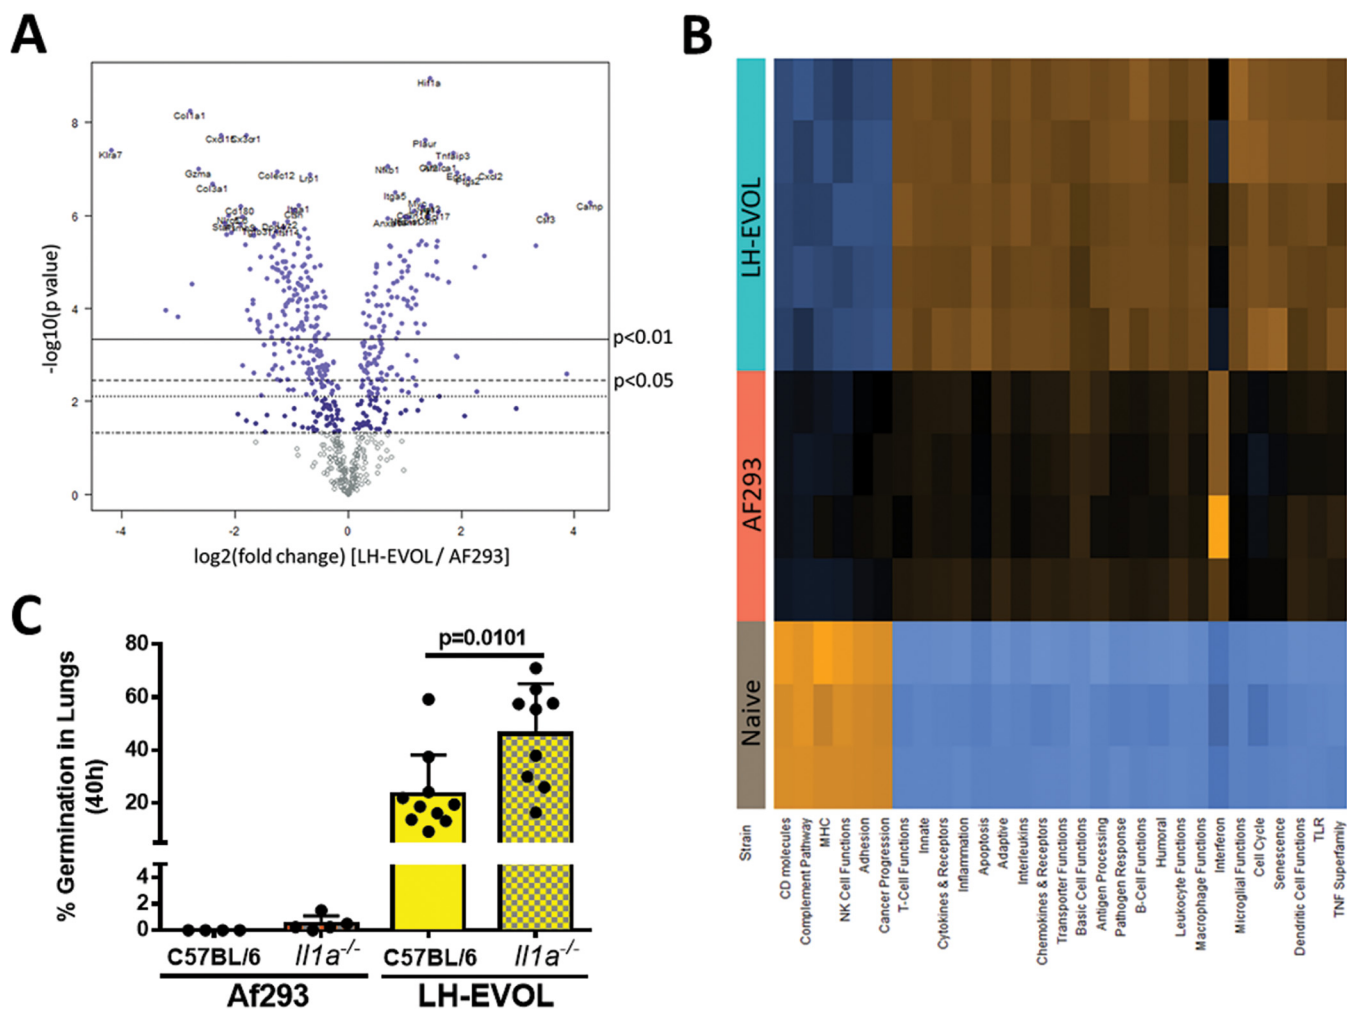 A
B
Hif1a
8
Col1a1
Plaur
Klra7
Tnfaip3
Gzma
Colec12
Lrp1
Nfkb1
Cxcl2
Col3a1
Itga5
Cd180
Camp
6
Csf3
4
2
0
-log10(p value)
p<0.01
p<0.05
-4
-2
0
2
4
log2(fold change) [LH-EVOL/ AF293]
LH-EVOL
AF293
Naive
Strain
CD molecules
Complement Pathway
MHC
NK Cell Functions
Adhesion
Cancer Progression
T-Cell Functions
Innate
Cytokines & Receptors
Inflammation
Apoptosis
Adaptive
Interleukins
Chemokines & Receptors
Transporter Functions
Basic Cell Functions
Antigen Processing
Pathogen Response
B-Cell Functions
Humoral
Leukocyte Functions
Macrophage Functions
Interferon
Microglial Functions
Cell Cycle
Senescence
Dendritic Cell Functions
TLR
TNF Superfamily
C
% Germination in Lungs
(40h)
80
60
40
20
4
2
0
p=0.0101
C57BL/6
Il1a-/-
C57BL/6
Il1a-/-
Af293
LH-EVOL